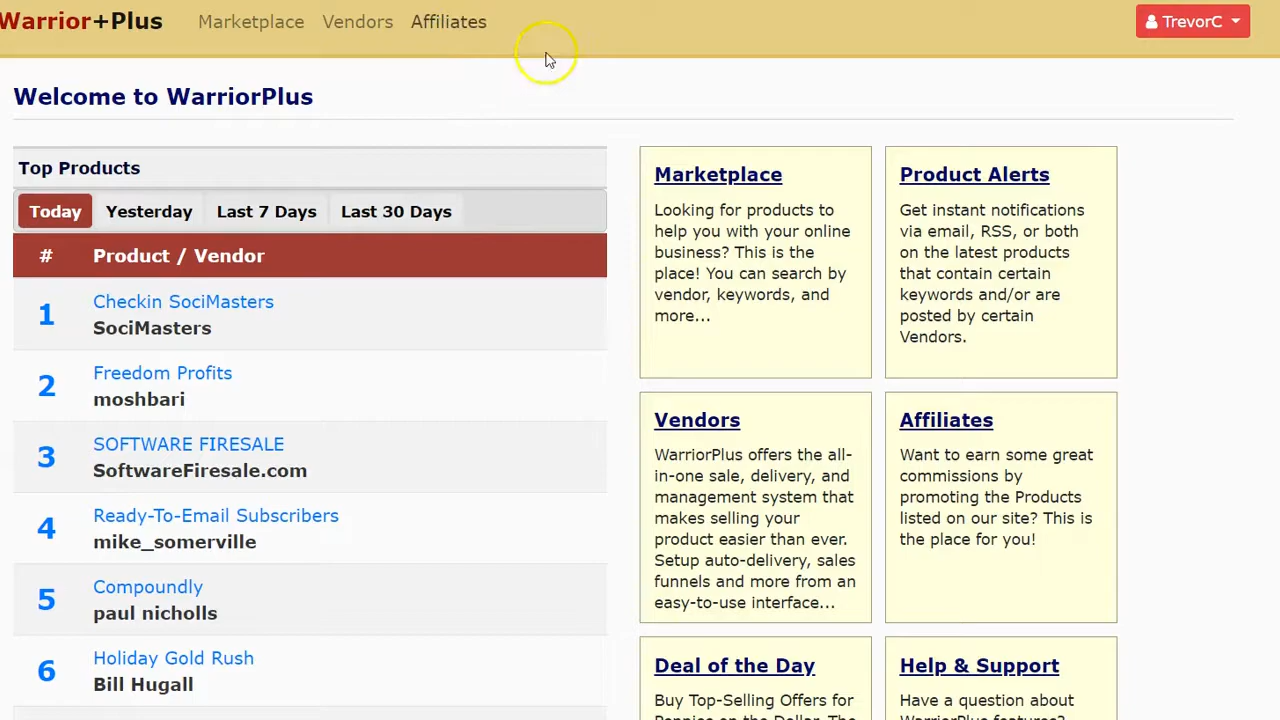 Warrior+Plus Marketplace Vendors Affiliates TrevorC
Welcome to WarriorPlus
Top Products
Today Yesterday Last 7 Days Last 30 Days
# Product / Vendor
1 Checkin SociMasters
SociMasters
2 Freedom Profits
moshbari
3 SOFTWARE FIRESALE
SoftwareFiresale.com
4 Ready-To-Email Subscribers
mike_somerville
5 Compoundly
paul nicholls
6 Holiday Gold Rush
Bill Hugall
Marketplace
Looking for products to
help you with your online
business? This is the
place! You can search by
vendor, keywords, and
more...
Product Alerts
Get instant notifications
via email, RSS, or both
on the latest products
that contain certain
keywords and/or are
posted by certain
Vendors.
Vendors
WarriorPlus offers the all-
in-one sale, delivery, and
management system that
makes selling your
product easier than ever.
Setup auto-delivery, sales
funnels and more from an
easy-to-use interface...
Affiliates
Want to earn some great
commissions by
promoting the Products
listed on our site? This is
the place for you!
Deal of the Day
Buy Top-Selling Offers for
Pennies on the Dollar. The
Help & Support
Have a question about
WarriorPlus features?